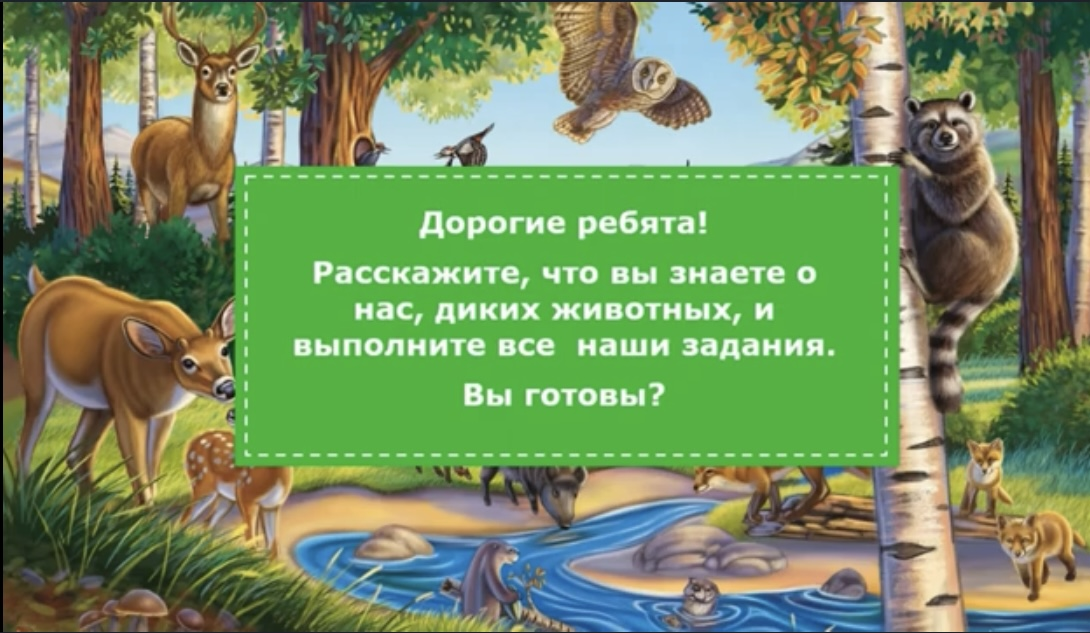 Дорогие ребята!
Расскажите, что вы знаете о
нас, диких животных, и
выполните все  наши задания.
Вы готовы?